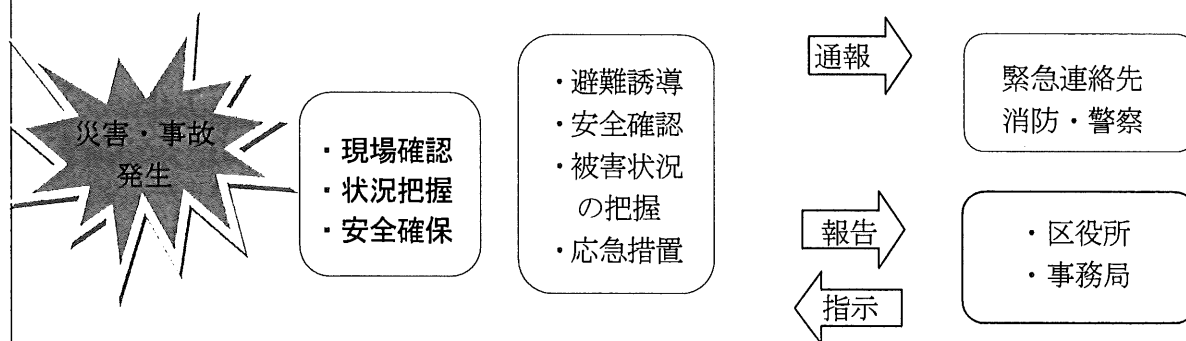 災害・事故
発生
・現場確認
・状況把握
・安全確保
・避難誘導
・安全確認
・被害状況
の把握
・応急措置
通報
緊急連絡先
消防・警察
報告
指示
・区役所
・事務局